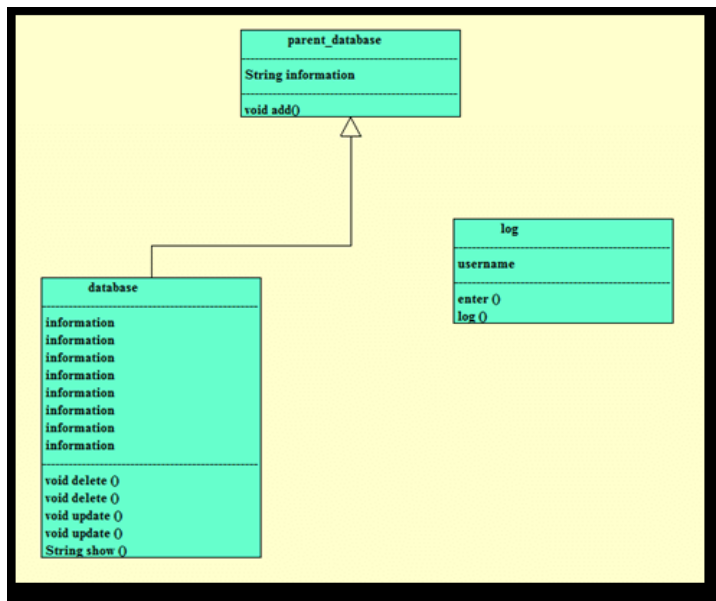 parent_database
String information
void add()
log
username
enter ()
log ()
database
information
information
information
information
information
information
information
information
void delete ()
void delete ()
void update ()
void update ()
String show ()